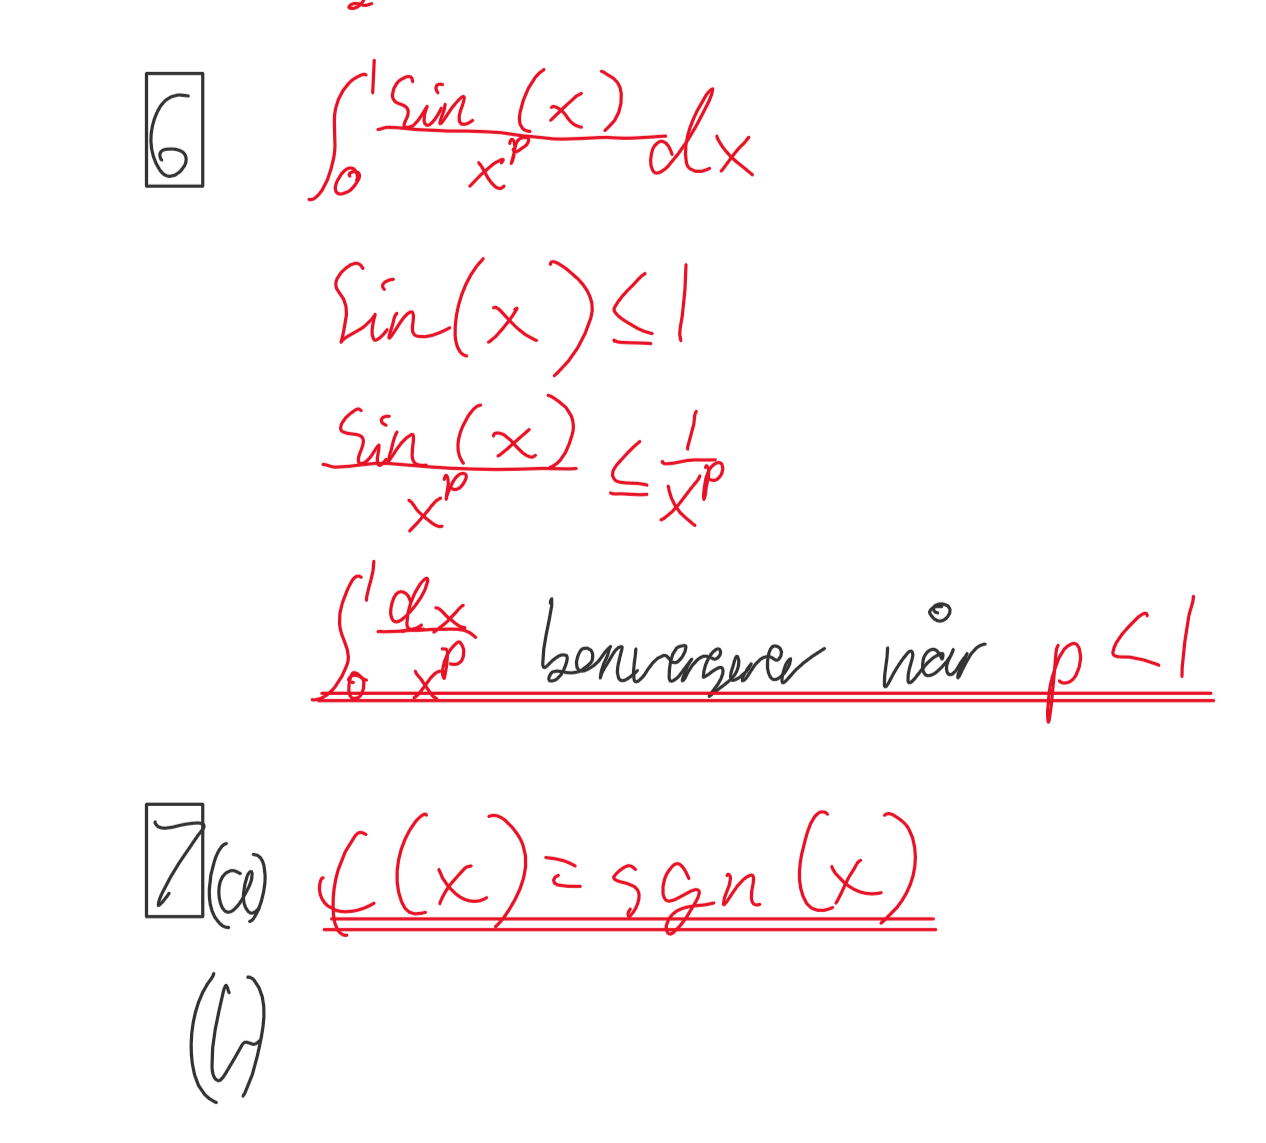 6 ∫₀¹ sin(x)/x^p dx
sin(x) ≤ 1
sin(x)/x^p ≤ 1/x^p
∫₀¹ dx/x^p konvergerer når p < 1
7 (a) f(x) = sgn(x)
(b)